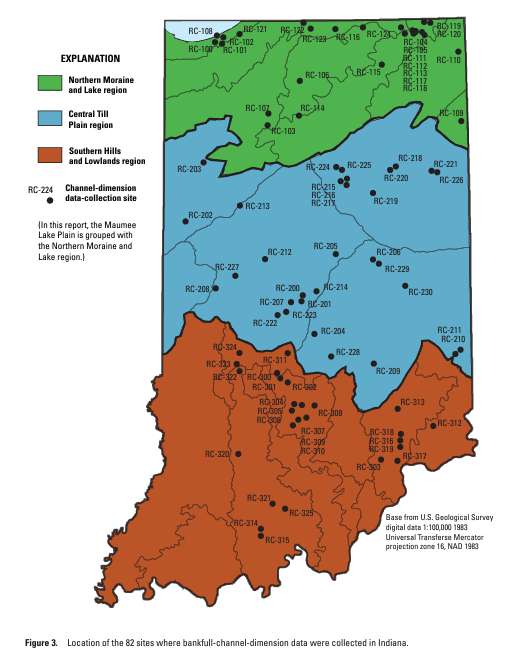 EXPLANATION
Northern Moraine
and Lake region
Central Till
Plain region
Southern Hills
and Lowlands region
RC-224
Channel-dimension
data-collection site
(In this report, the Maumee
Lake Plain is grouped with
the Northern Moraine and
Lake region.)
RC-108
RC-121
RC-102
RC-100
RC-101
RC-122
RC-123
RC-116
RC-124
RC-119
RC-120
RC-104
RC-105
RC-111
RC-112
RC-113
RC-117
RC-118
RC-110
RC-115
RC-106
RC-107
RC-114
RC-109
RC-103
RC-203
RC-224
RC-225
RC-218
RC-220
RC-221
RC-226
RC-215
RC-216
RC-217
RC-219
RC-213
RC-202
RC-212
RC-205
RC-206
RC-229
RC-227
RC-208
RC-200
RC-214
RC-230
RC-207
RC-201
RC-223
RC-222
RC-204
RC-228
RC-211
RC-210
RC-209
RC-324
RC-323
RC-322
RC-311
RC-300
RC-301
RC-302
RC-304
RC-305
RC-306
RC-308
RC-307
RC-309
RC-310
RC-313
RC-312
RC-318
RC-316
RC-319
RC-317
RC-303
RC-320
RC-321
RC-325
RC-314
RC-315
Base from U.S. Geological Survey
digital data 1:100,000 1983
Universal Transferse Mercator
projection zone 16, NAD 1983
Figure 3. Location of the 82 sites where bankfull-channel-dimension data were collected in Indiana.